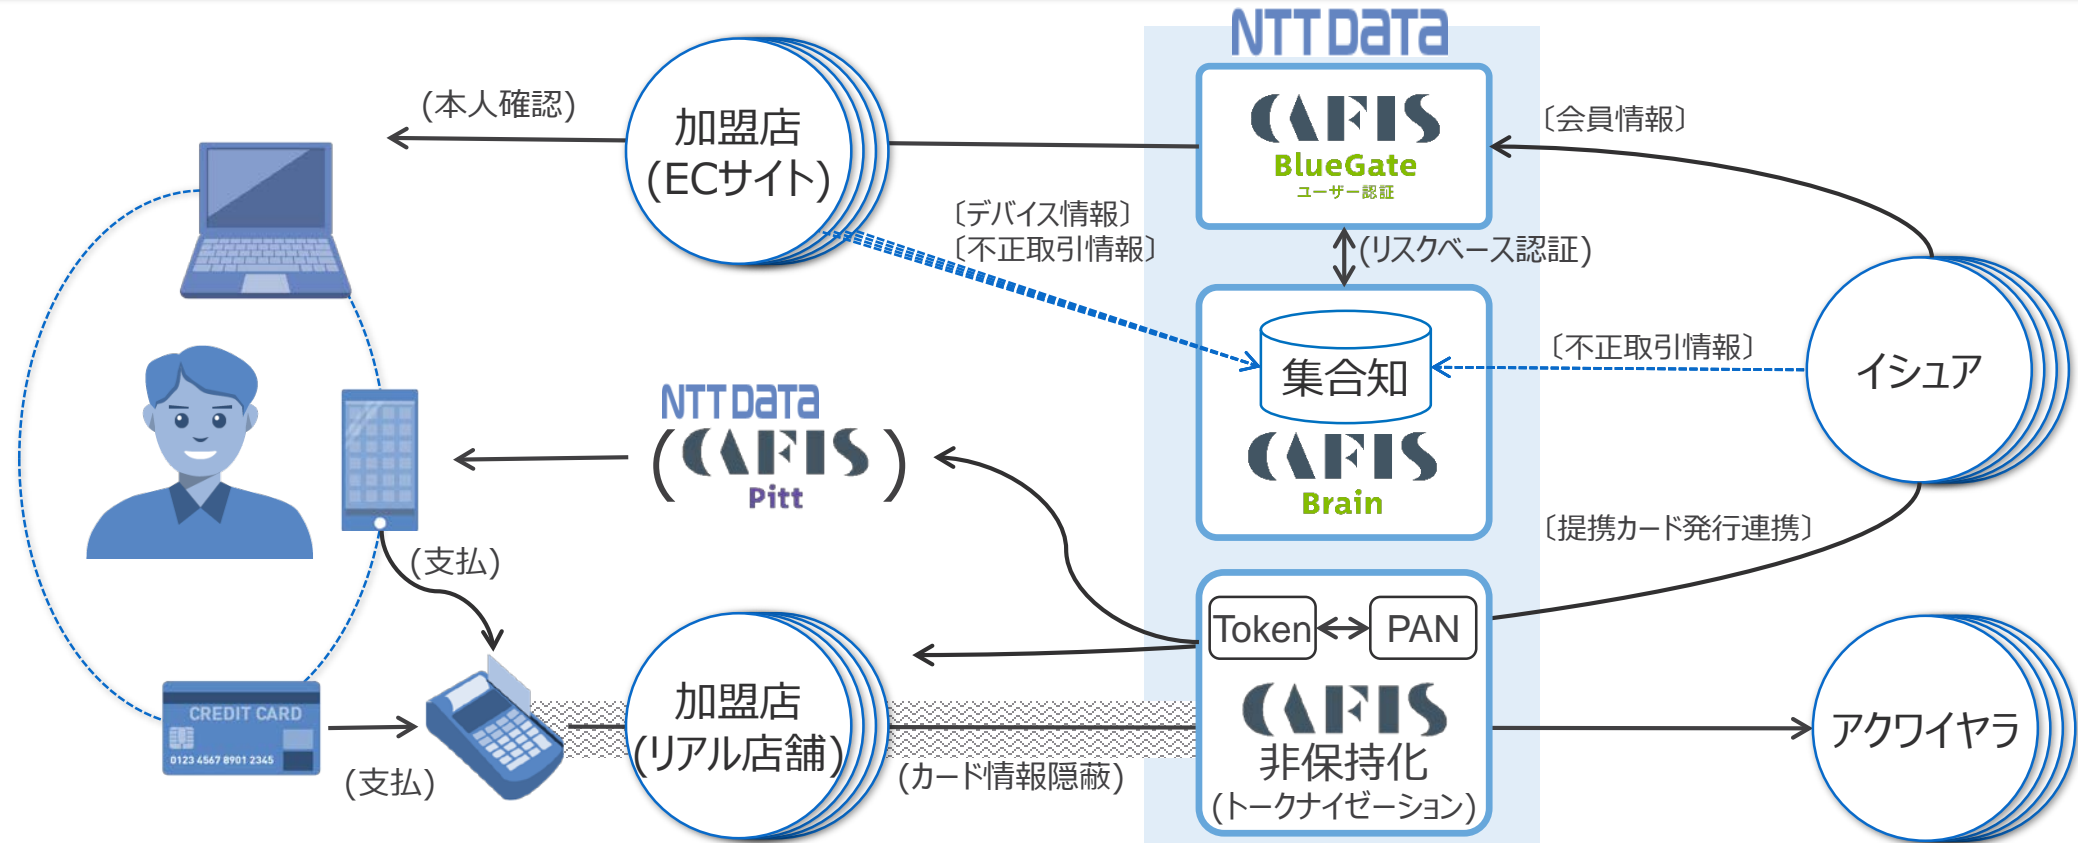 NTT DATA
(本人確認)
加盟店
(ECサイト)
CAFIS
BlueGate
ユーザー認証
〔会員情報〕
〔デバイス情報〕
〔不正取引情報〕
(リスクベース認証)
集合知
CAFIS
Brain
〔不正取引情報〕
イシュア
NTT DATA
(CAFIS)
Pitt
(支払)
〔提携カード発行連携〕
Token
PAN
CAFIS
非保持化
(トークナイゼーション)
CREDIT CARD
0123 4567 8901 2345
(支払)
加盟店
(リアル店舗)
(カード情報隠蔽)
アクワイヤラ